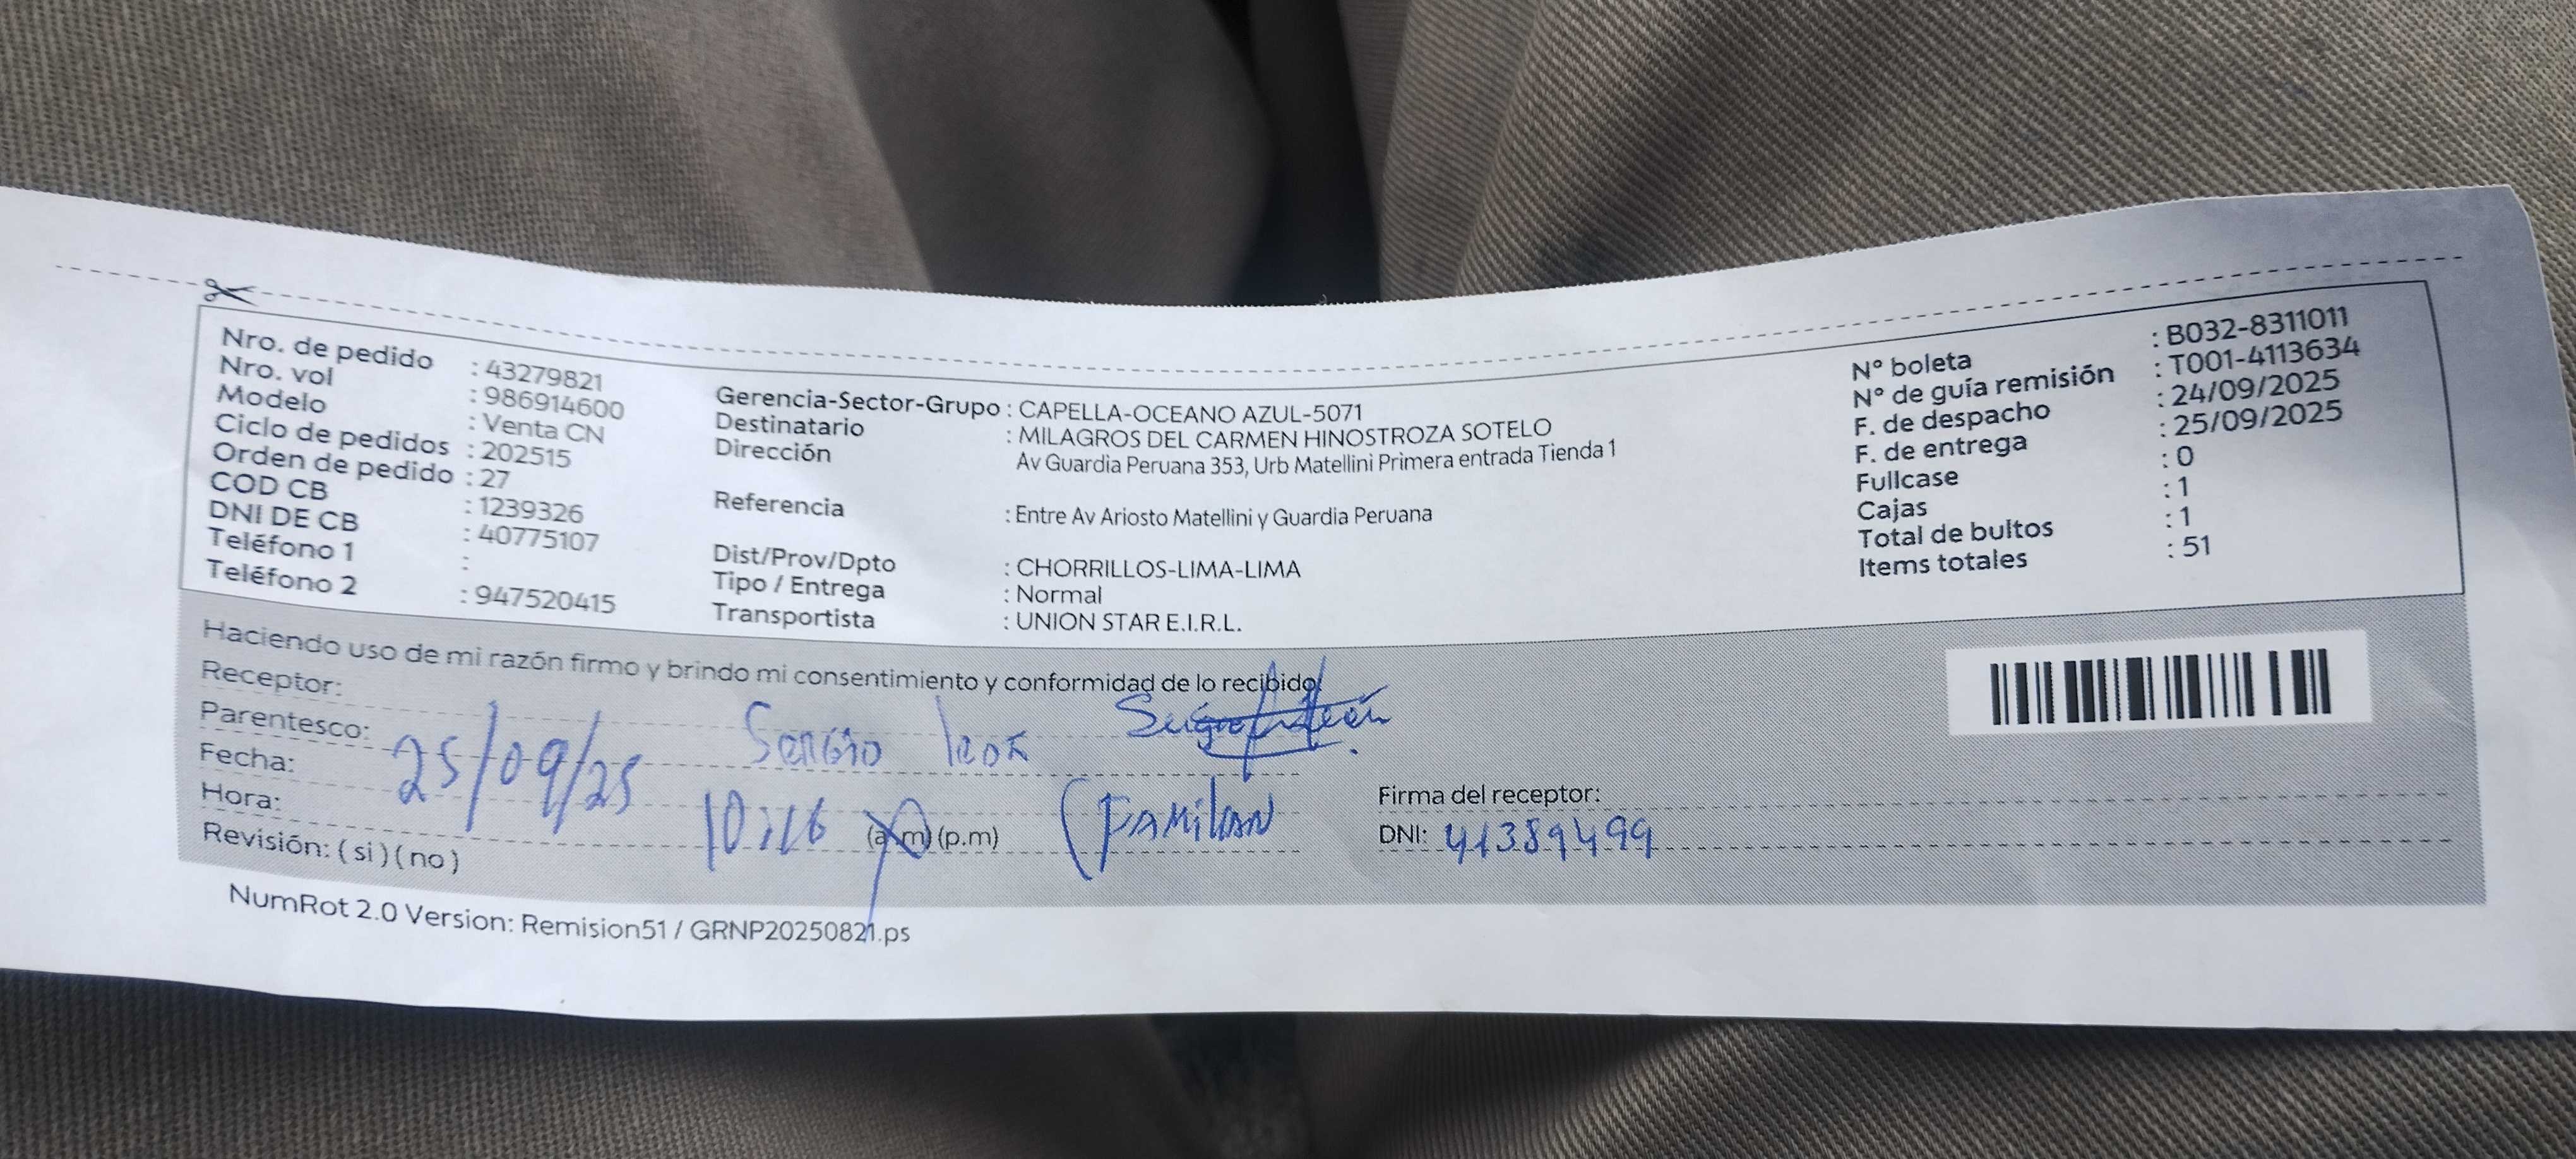 Nro. de pedido : 43279821
Nro. vol : 986914600
Modelo : Venta CN
Ciclo de pedidos : 202515
Orden de pedido : 27
COD CB : 1239326
DNI DE CB : 40775107
Teléfono 1 :
Teléfono 2 : 947520415
Gerencia-Sector-Grupo : CAPELLA-OCEANO AZUL-5071
Destinatario : MILAGROS DEL CARMEN HINOSTROZA SOTELO
Dirección Av Guardia Peruana 353, Urb Matellini Primera entrada Tienda 1
Referencia : Entre Av Ariosto Matellini y Guardia Peruana
Dist/Prov/Dpto : CHORRILLOS-LIMA-LIMA
Tipo / Entrega : Normal
Transportista : UNION STAR E.I.R.L.
N° boleta : B032-8311011
N° de guía remisión : T001-4113634
F. de despacho : 24/09/2025
F. de entrega : 25/09/2025
Fullcase : 0
Cajas : 1
Total de bultos : 1
Items totales : 51
Haciendo uso de mi razón firmo y brindo mi consentimiento y conformidad de lo recibido
Receptor:
Parentesco: Sergio leon
Fecha: 25/09/25
Hora: 10:16 (a.m) (p.m)
Revisión: ( si ) ( no )
Firma del receptor:
DNI: 41389499
NumRot 2.0 Version: Remision51 / GRNP20250821.ps